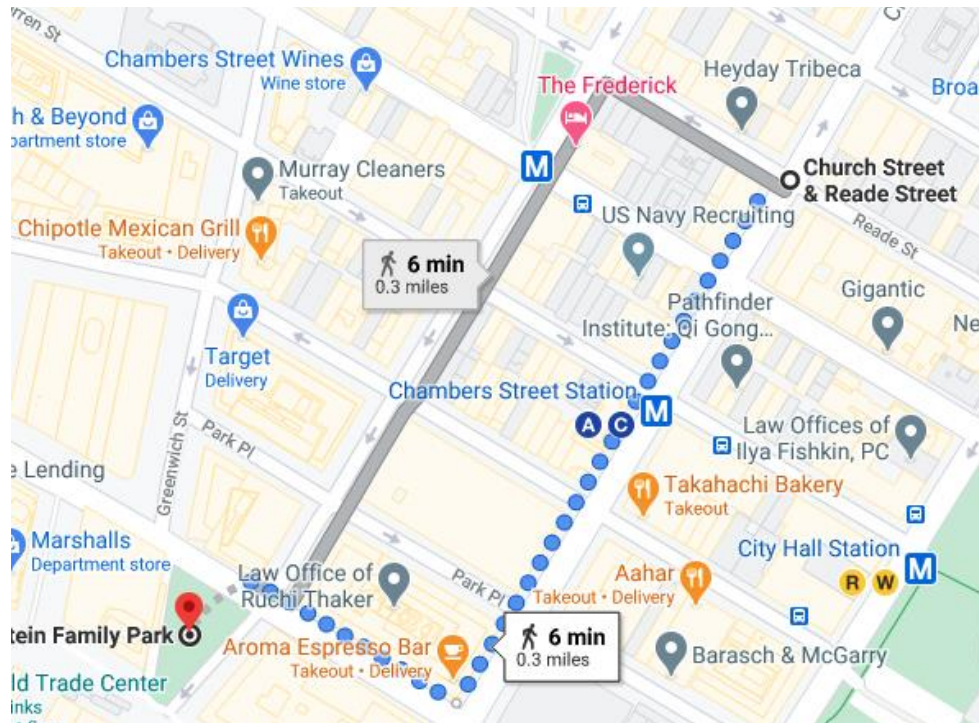 rren St
Chambers Street Wines
Wine store
The Frederick
Heyday Tribeca
Broa
h & Beyond
partment store
M
Murray Cleaners
Takeout
Church Street
& Reade Street
US Navy Recruiting
Reade St
Chipotle Mexican Grill
Takeout • Delivery
6 min
0.3 miles
Gigantic
Pathfinder
Institute: Qi Gong...
Ne
Target
Delivery
Chambers Street Station
A C
M
Park Pl
Law Offices of
Ilya Fishkin, PC
e Lending
Greenwich St
Takahachi Bakery
Takeout
Marshalls
Department store
City Hall Station
R W
M
Law Office of
Ruchi Thaker
Park Pl
Aahar
Takeout • Delivery
tein Family Park
Aroma Espresso Bar
Takeout • Delivery
6 min
0.3 miles
Barasch & McGarry
ld Trade Center
inks